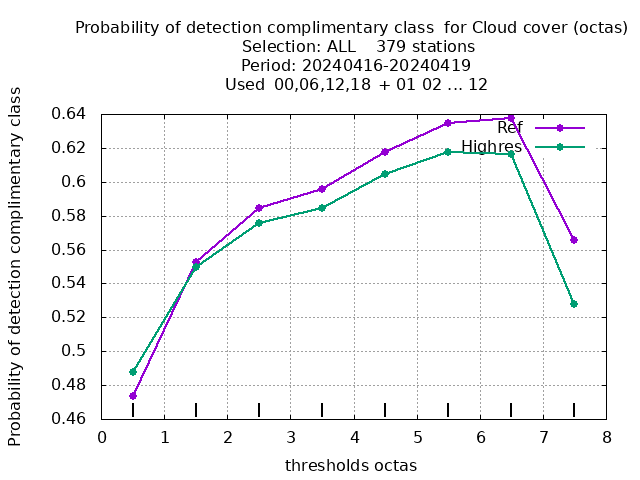 Probability of detection complimentary class  for Cloud cover (octas)
Selection: ALL    379 stations
Period: 20240416-20240419
Used  00,06,12,18 + 01 02 ... 12
Probability of detection complimentary class
0.64
0.62
0.6
0.58
0.56
0.54
0.52
0.5
0.48
0.46
Ref
Highres
0 1 2 3 4 5 6 7 8
thresholds octas